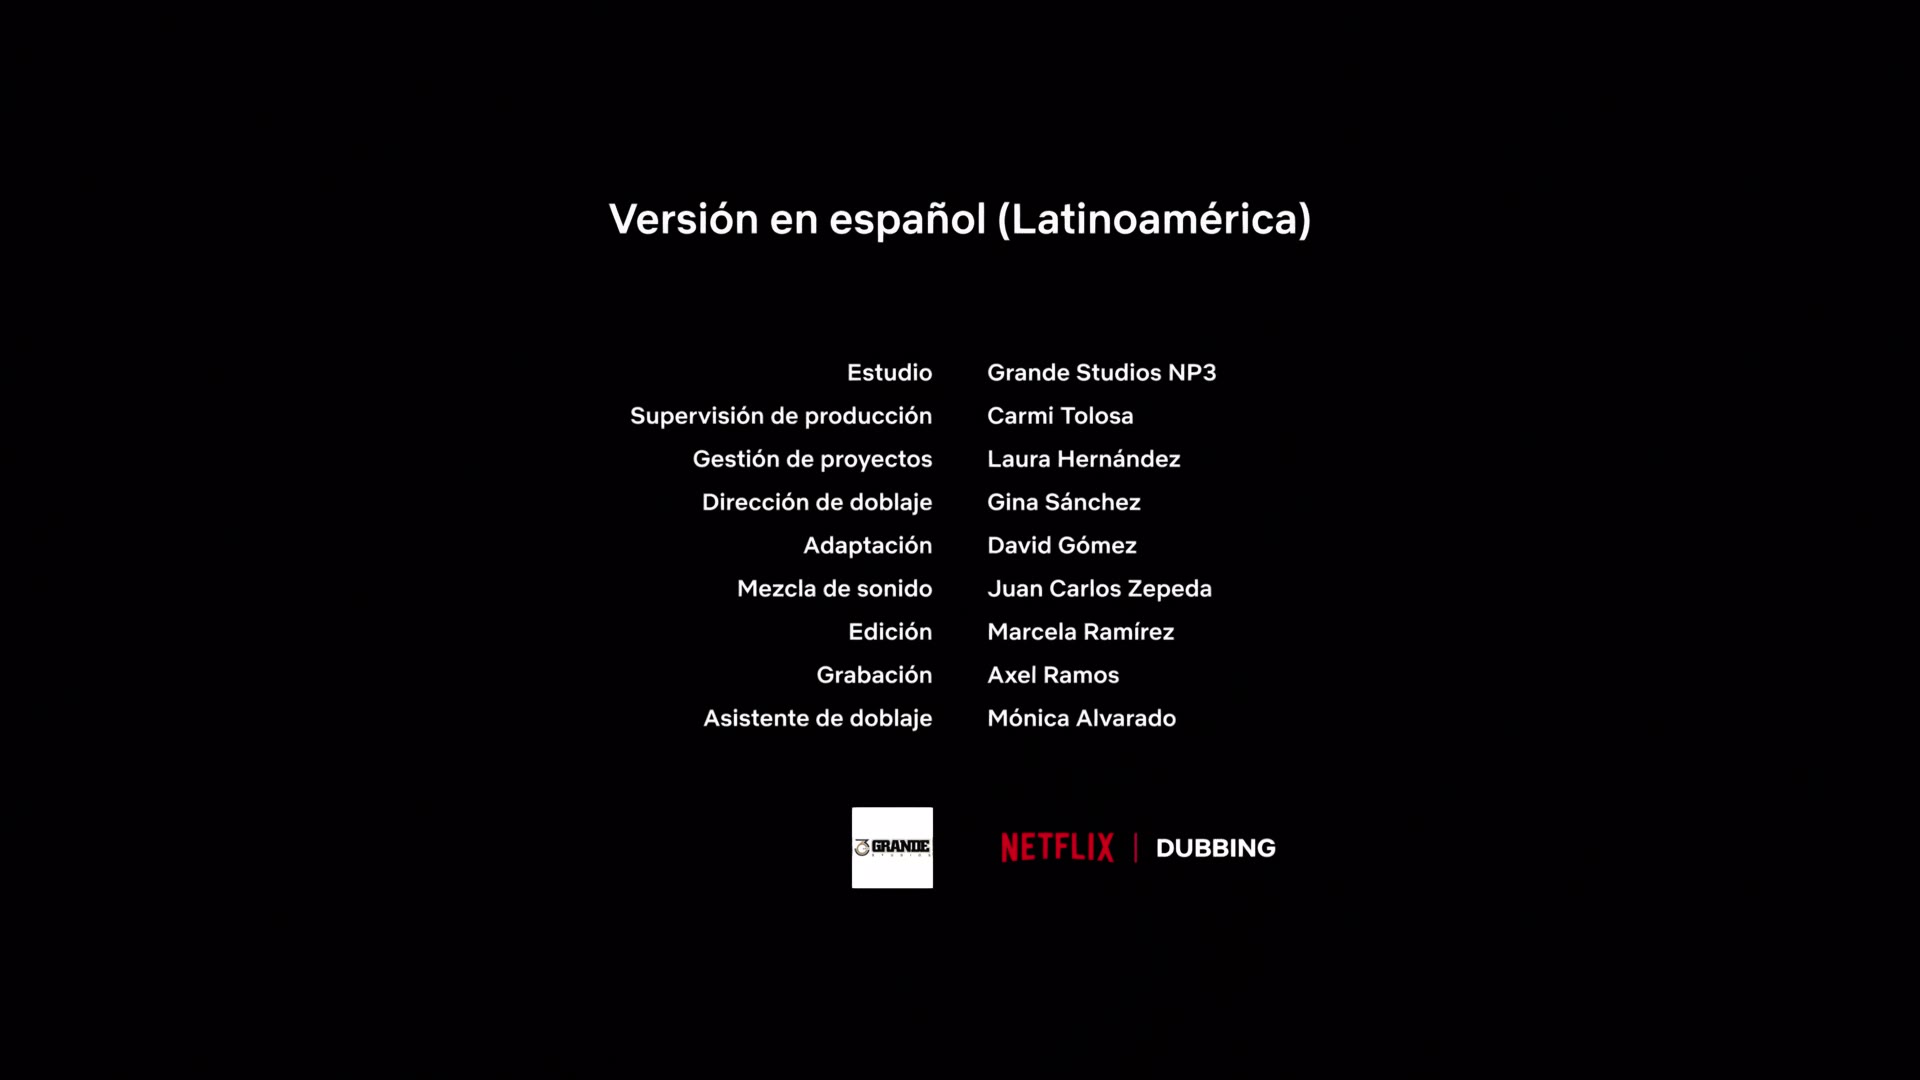 Versión en español (Latinoamérica)
Estudio Grande Studios NP3
Supervisión de producción Carmi Tolosa
Gestión de proyectos Laura Hernández
Dirección de doblaje Gina Sánchez
Adaptación David Gómez
Mezcla de sonido Juan Carlos Zepeda
Edición Marcela Ramírez
Grabación Axel Ramos
Asistente de doblaje Mónica Alvarado
3 GRANDE
STUDIOS
NETFLIX | DUBBING